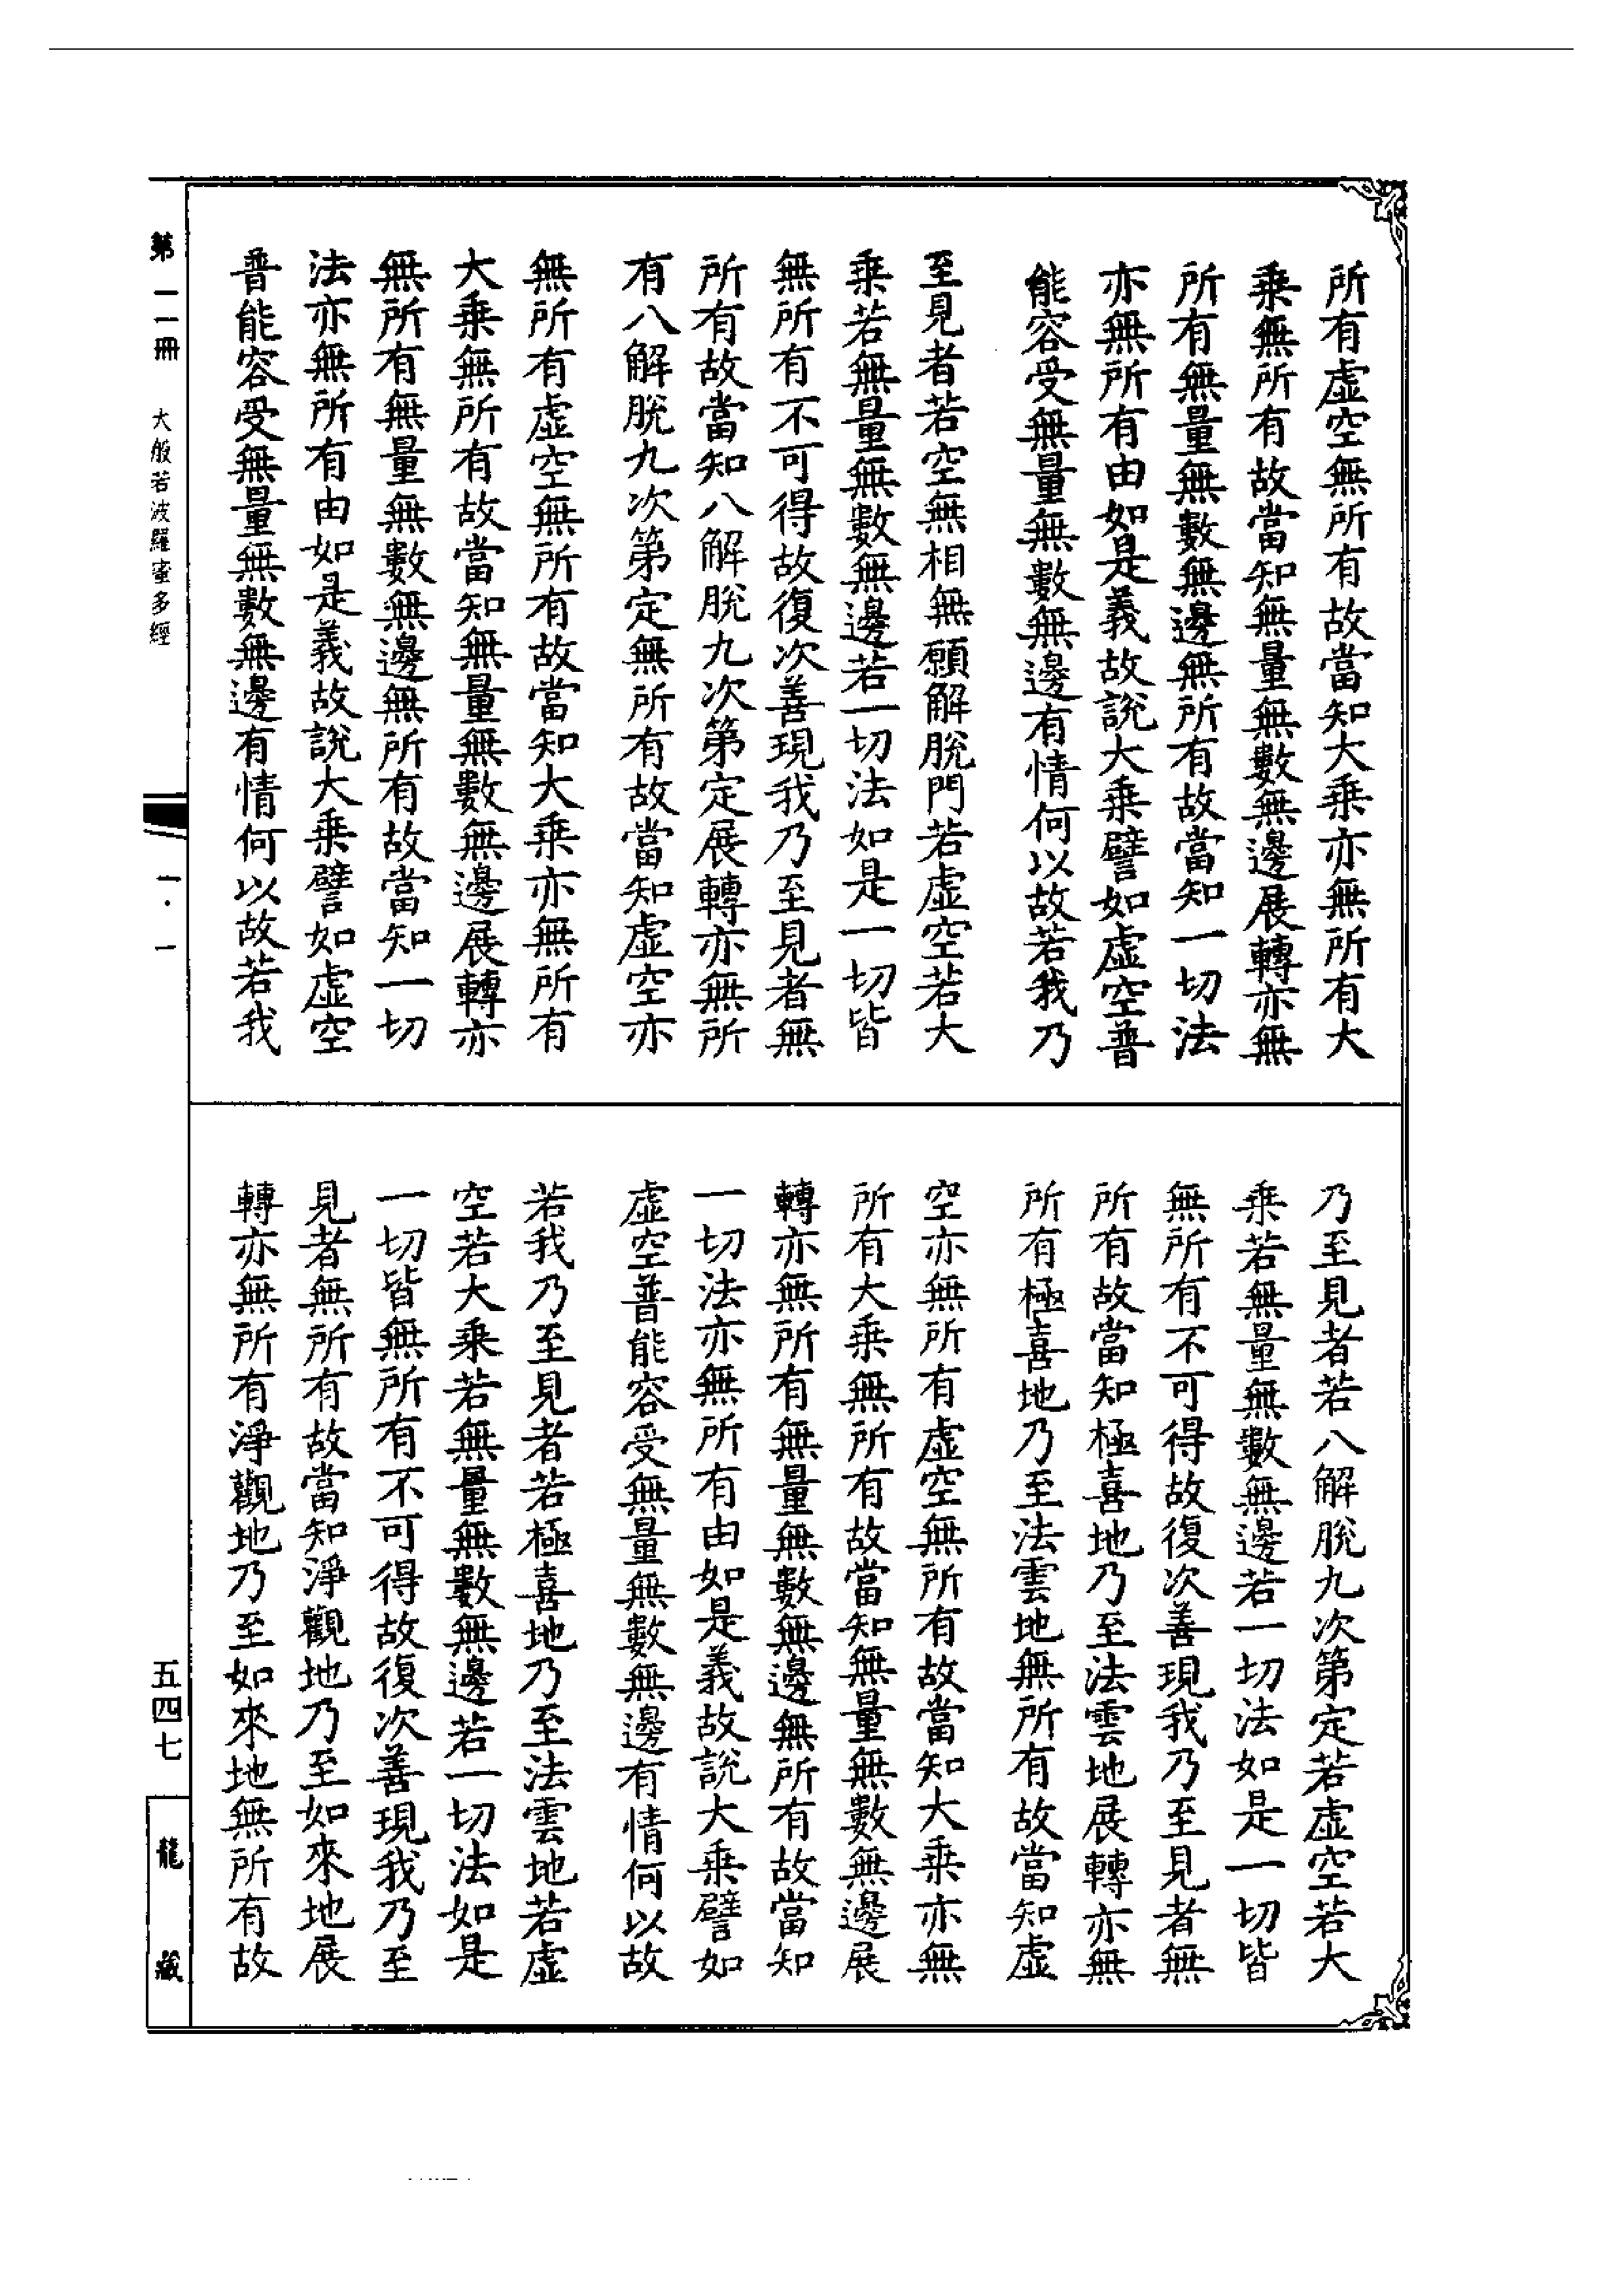 所有虛空無所有故當知大乘亦無所有大
乘無所有故當知無量無數無邊展轉亦無
所有無量無數無邊無所有故當知一切法
亦無所有由如是義故說大乘譬如虛空普
能容受無量無數無邊有情何以故若我乃
至見者若空無相無願解脫門若虛空若大
乘若無量無數無邊若一切法如是一切皆
無所有不可得故復次善現我乃至見者無
所有故當知八解脫九次第定展轉亦無所
有八解脫九次第定無所有故當知虛空亦
無所有虛空無所有故當知大乘亦無所有
大乘無所有故當知無量無數無邊展轉亦
無所有無量無數無邊無所有故當知一切
法亦無所有由如是義故說大乘譬如虛空
普能容受無量無數無邊有情何以故若我
乃至見者若八解脫九次第定若虛空若大
乘若無量無數無邊若一切法如是一切皆
無所有不可得故復次善現我乃至見者無
所有故當知極喜地乃至法雲地展轉亦無
所有極喜地乃至法雲地無所有故當知虛
空亦無所有虛空無所有故當知大乘亦無
所有大乘無所有故當知無量無數無邊展
轉亦無所有無量無數無邊無所有故當知
一切法亦無所有由如是義故說大乘譬如
虛空普能容受無量無數無邊有情何以故
若我乃至見者若極喜地乃至法雲地若虛
空若大乘若無量無數無邊若一切法如是
一切皆無所有不可得故復次善現我乃至
見者無所有故當知淨觀地乃至如來地展
轉亦無所有淨觀地乃至如來地無所有故
第二冊 大般若波羅蜜多經 一·一 五四七
龍藏